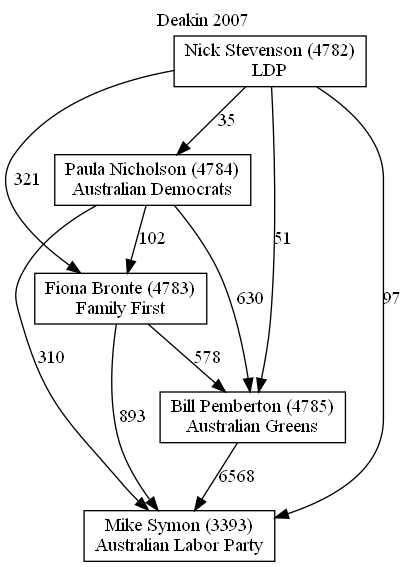 Deakin 2007
Nick Stevenson (4782)
LDP
35
Paula Nicholson (4784)
Australian Democrats
321
102
51
97
630
Fiona Bronte (4783)
Family First
310
578
893
Bill Pemberton (4785)
Australian Greens
6568
Mike Symon (3393)
Australian Labor Party